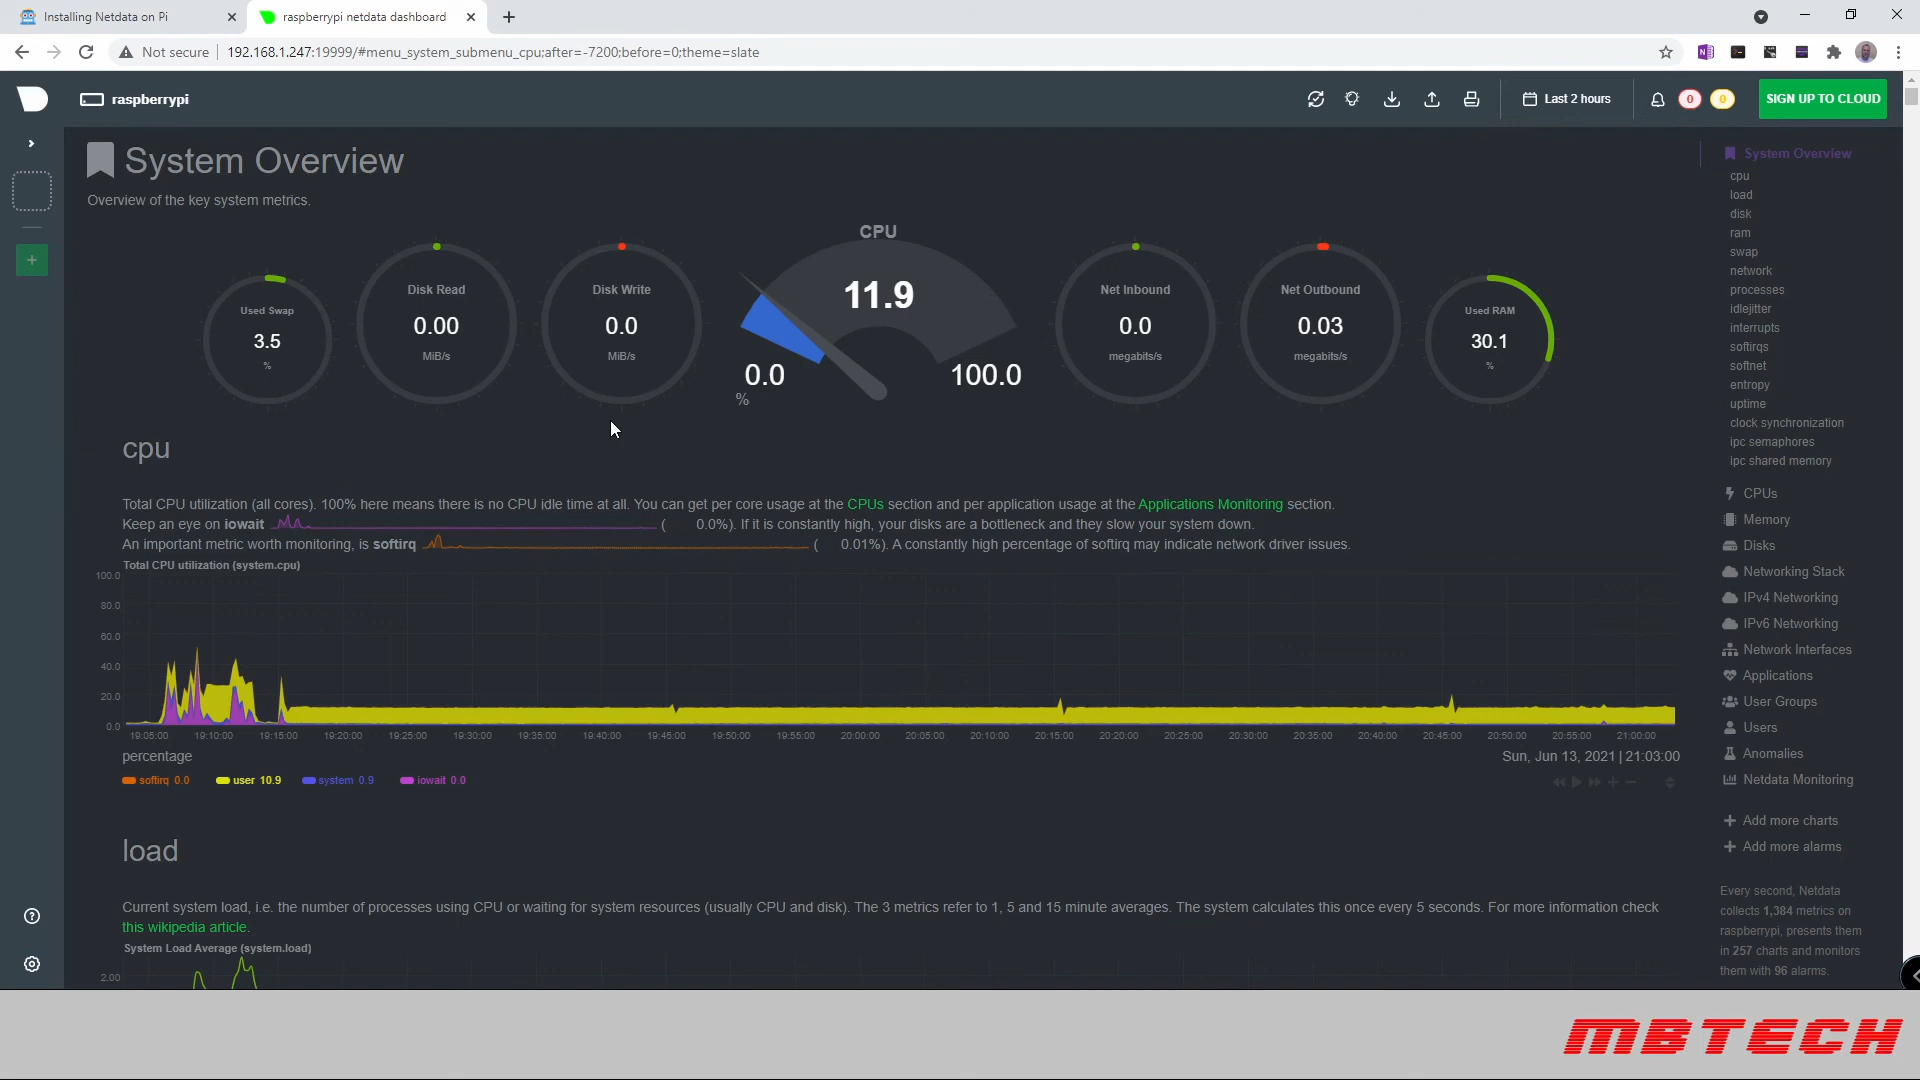 Installing Netdata on Pi
raspberrypi netdata dashboard
Not secure
192.168.1.247:19999/#menu_system_submenu_cpu;after=-7200;before=0;theme=slate
raspberrypi
Last 2 hours
0
0
SIGN UP TO CLOUD
System Overview
Overview of the key system metrics.
Used Swap
3.5
%
Disk Read
0.00
MiB/s
Disk Write
0.0
MiB/s
CPU
11.9
0.0
100.0
%
Net Inbound
0.0
megabits/s
Net Outbound
0.03
megabits/s
Used RAM
30.1
%
cpu
Total CPU utilization (all cores). 100% here means there is no CPU idle time at all. You can get per core usage at the CPUs section and per application usage at the Applications Monitoring section.
Keep an eye on iowait ( 0.0%). If it is constantly high, your disks are a bottleneck and they slow your system down.
An important metric worth monitoring, is softirq ( 0.01%). A constantly high percentage of softirq may indicate network driver issues.
Total CPU utilization (system.cpu)
100.0
80.0
60.0
40.0
20.0
0.0
19:05:00 19:10:00 19:15:00 19:20:00 19:25:00 19:30:00 19:35:00 19:40:00 19:45:00 19:50:00 19:55:00 20:00:00 20:05:00 20:10:00 20:15:00 20:20:00 20:25:00 20:30:00 20:35:00 20:40:00 20:45:00 20:50:00 20:55:00 21:00:00
percentage
Sun, Jun 13, 2021 | 21:03:00
softirq 0.0 user 10.9 system 0.9 iowait 0.0
load
Current system load, i.e. the number of processes using CPU or waiting for system resources (usually CPU and disk). The 3 metrics refer to 1, 5 and 15 minute averages. The system calculates this once every 5 seconds. For more information check
this wikipedia article.
System Load Average (system.load)
2.00
System Overview
cpu
load
disk
ram
swap
network
processes
idlejitter
interrupts
softirqs
softnet
entropy
uptime
clock synchronization
ipc semaphores
ipc shared memory
CPUs
Memory
Disks
Networking Stack
IPv4 Networking
IPv6 Networking
Network Interfaces
Applications
User Groups
Users
Anomalies
Netdata Monitoring
Add more charts
Add more alarms
Every second, Netdata
collects 1,384 metrics on
raspberrypi, presents them
in 257 charts and monitors
them with 96 alarms.
MBTECH